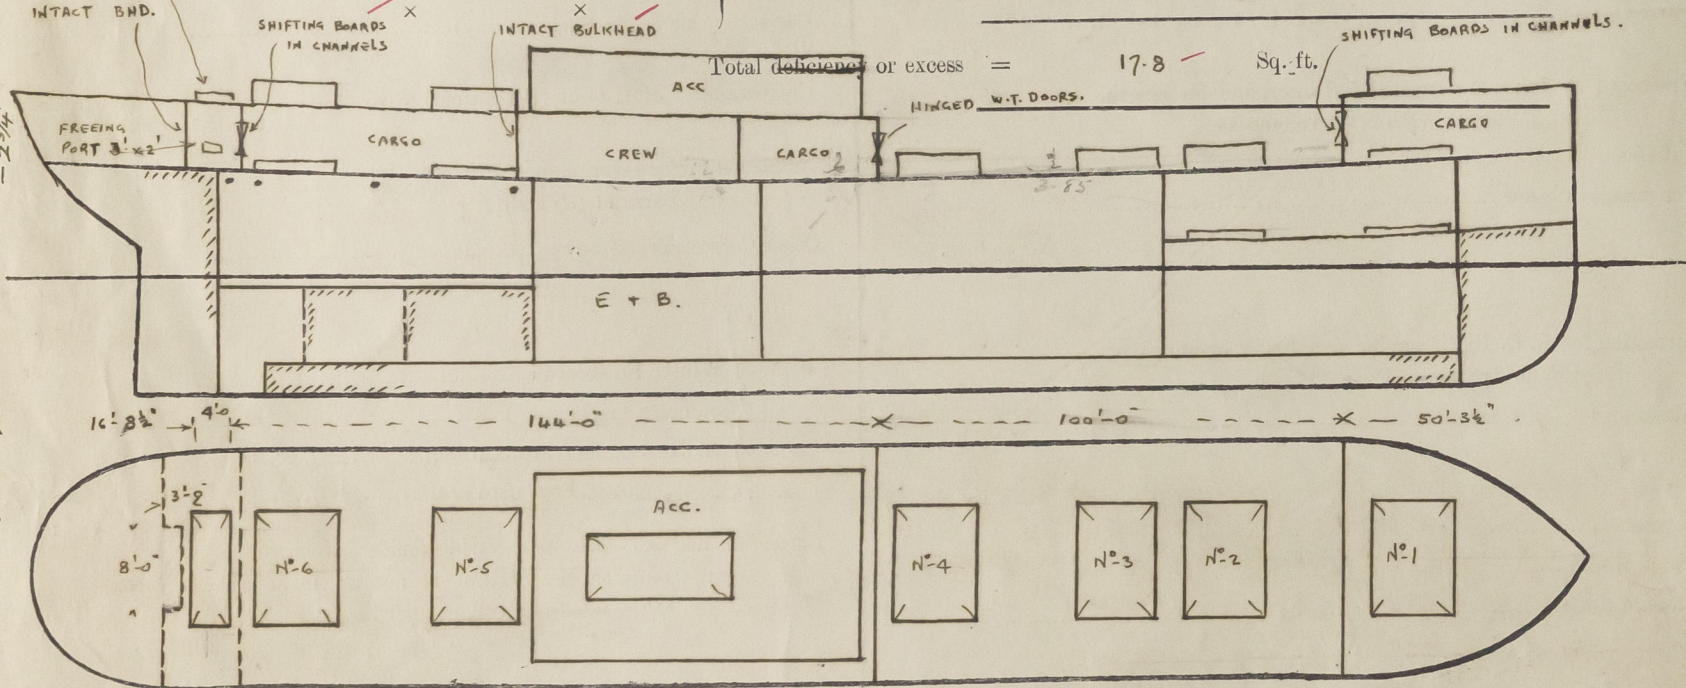 INTACT BHD.
SHIFTING BOARDS
IN CHANNELS
INTACT BULKHEAD
SHIFTING BOARDS IN CHANNELS.
Total deficiency or excess = 17.8 Sq. ft.
ACC
HINGED W.T. DOORS.
FREEING
PORT 3' x 2'
CARGO
CREW
CARGO
CARGO
3.85
E + B.
16'-8½" 4'0 144'-0" 100'-0" 50'-3½"
3'-8"
ACC.
8'-0"
Nº-6
Nº-5
Nº-4
Nº-3
Nº-2
Nº-1